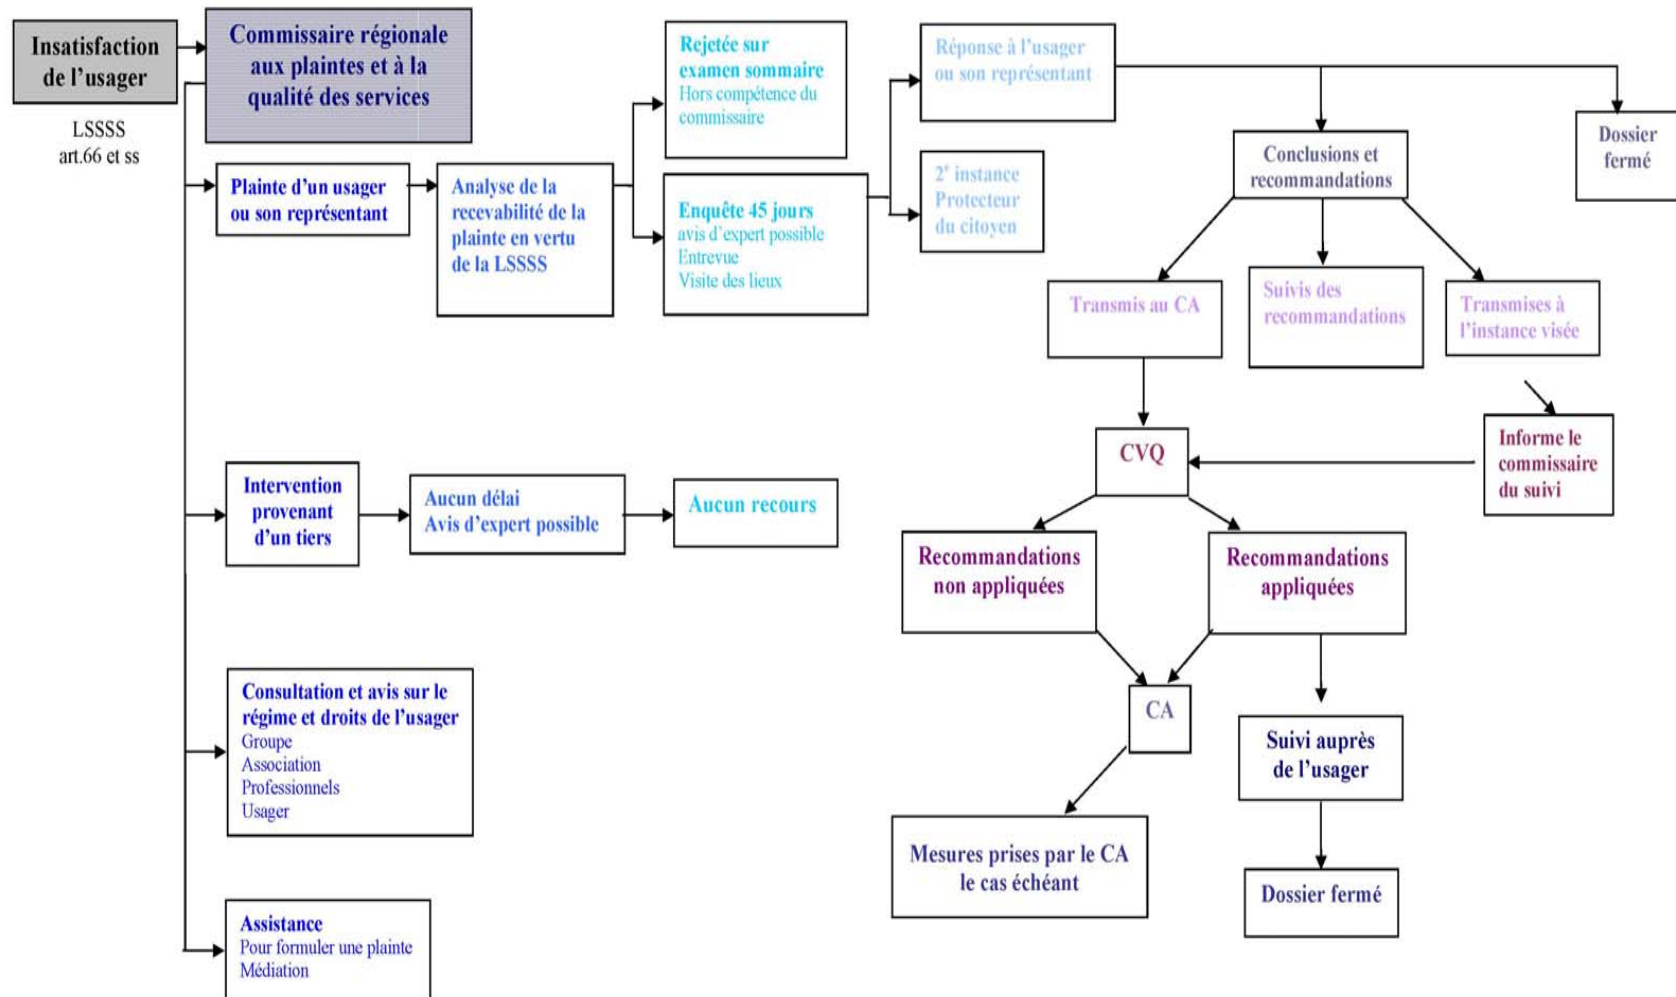 Insatisfaction
de l'usager
LSSSS
art.66 et ss
Commissaire régionale
aux plaintes et à la
qualité des services
Plainte d'un usager
ou son représentant
Analyse de la
recevabilité de la
plainte en vertu
de la LSSSS
Rejetée sur
examen sommaire
Hors compétence du
commissaire
Enquête 45 jours
avis d'expert possible
Entrevue
Visite des lieux
Réponse à l'usager
ou son représentant
2e instance
Protecteur
du citoyen
Conclusions et
recommandations
Dossier
fermé
Transmis au CA
Suivis des
recommandations
Transmises à
l'instance visée
CVQ
Informe le
commissaire
du suivi
Intervention
provenant
d'un tiers
Aucun délai
Avis d'expert possible
Aucun recours
Recommandations
non appliquées
Recommandations
appliquées
Consultation et avis sur le
régime et droits de l'usager
Groupe
Association
Professionnels
Usager
CA
Suivi auprès
de l'usager
Mesures prises par le CA
le cas échéant
Dossier fermé
Assistance
Pour formuler une plainte
Médiation